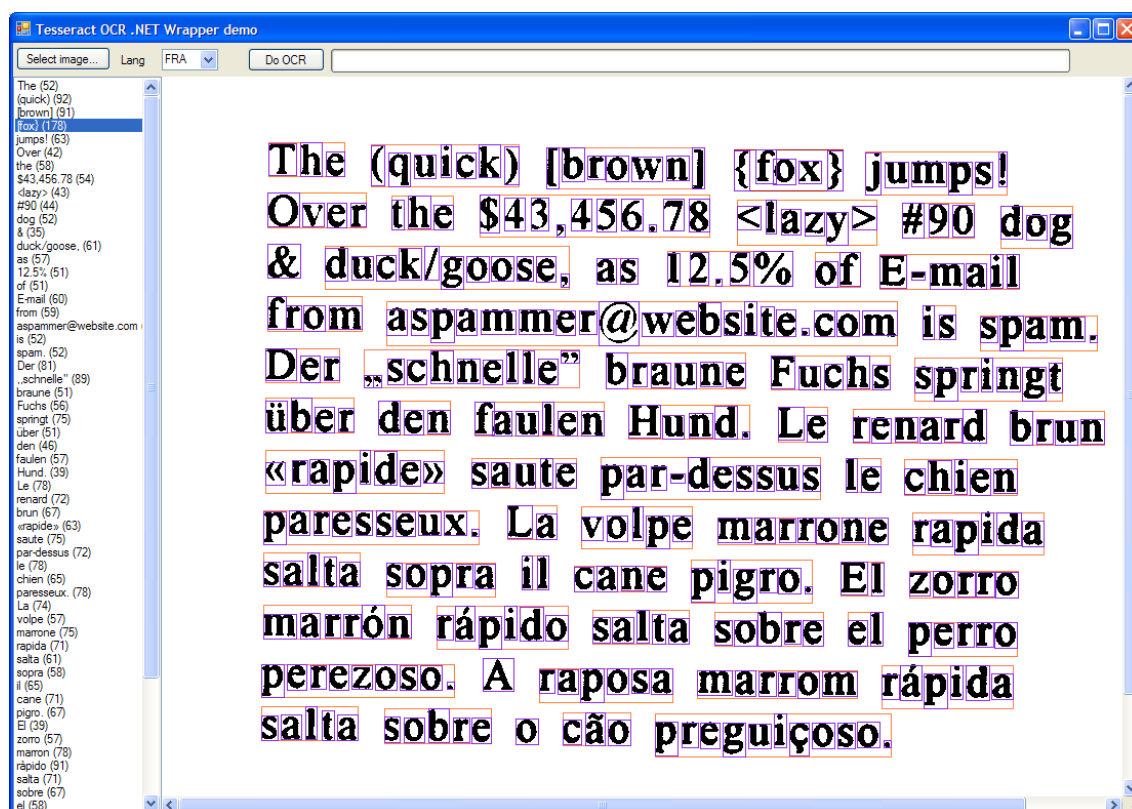 Tesseract OCR .NET Wrapper demo
Select image... Lang FRA Do OCR
The (52)
(quick) (92)
[brown] (91)
[fox} (178)
jumps! (63)
Over (42)
the (58)
$43,456.78 (54)
<lazy> (43)
#90 (44)
dog (52)
& (35)
duck/goose, (61)
as (57)
12.5% (51)
of (51)
E-mail (60)
from (59)
aspammer@website.com (
is (52)
spam. (52)
Der (81)
,,schnelle" (89)
braune (51)
Fuchs (56)
springt (75)
über (51)
den (46)
faulen (57)
Hund. (39)
Le (78)
renard (72)
brun (67)
«rapide» (63)
saute (75)
par-dessus (72)
le (78)
chien (65)
paresseux. (78)
La (74)
volpe (57)
marrone (75)
rapida (71)
salta (61)
sopra (58)
il (65)
cane (71)
pigro. (67)
El (39)
zorro (57)
marron (78)
ràpido (91)
salta (71)
sobre (67)
el (58)
The (quick) [brown] {fox} jumps!
Over the $43,456.78 <lazy> #90 dog
& duck/goose, as 12.5% of E-mail
from aspammer@website.com is spam.
Der „schnelle” braune Fuchs springt
über den faulen Hund. Le renard brun
«rapide» saute par-dessus le chien
paresseux. La volpe marrone rapida
salta sopra il cane pigro. El zorro
marrón rápido salta sobre el perro
perezoso. A raposa marrom rápida
salta sobre o cão preguiçoso.